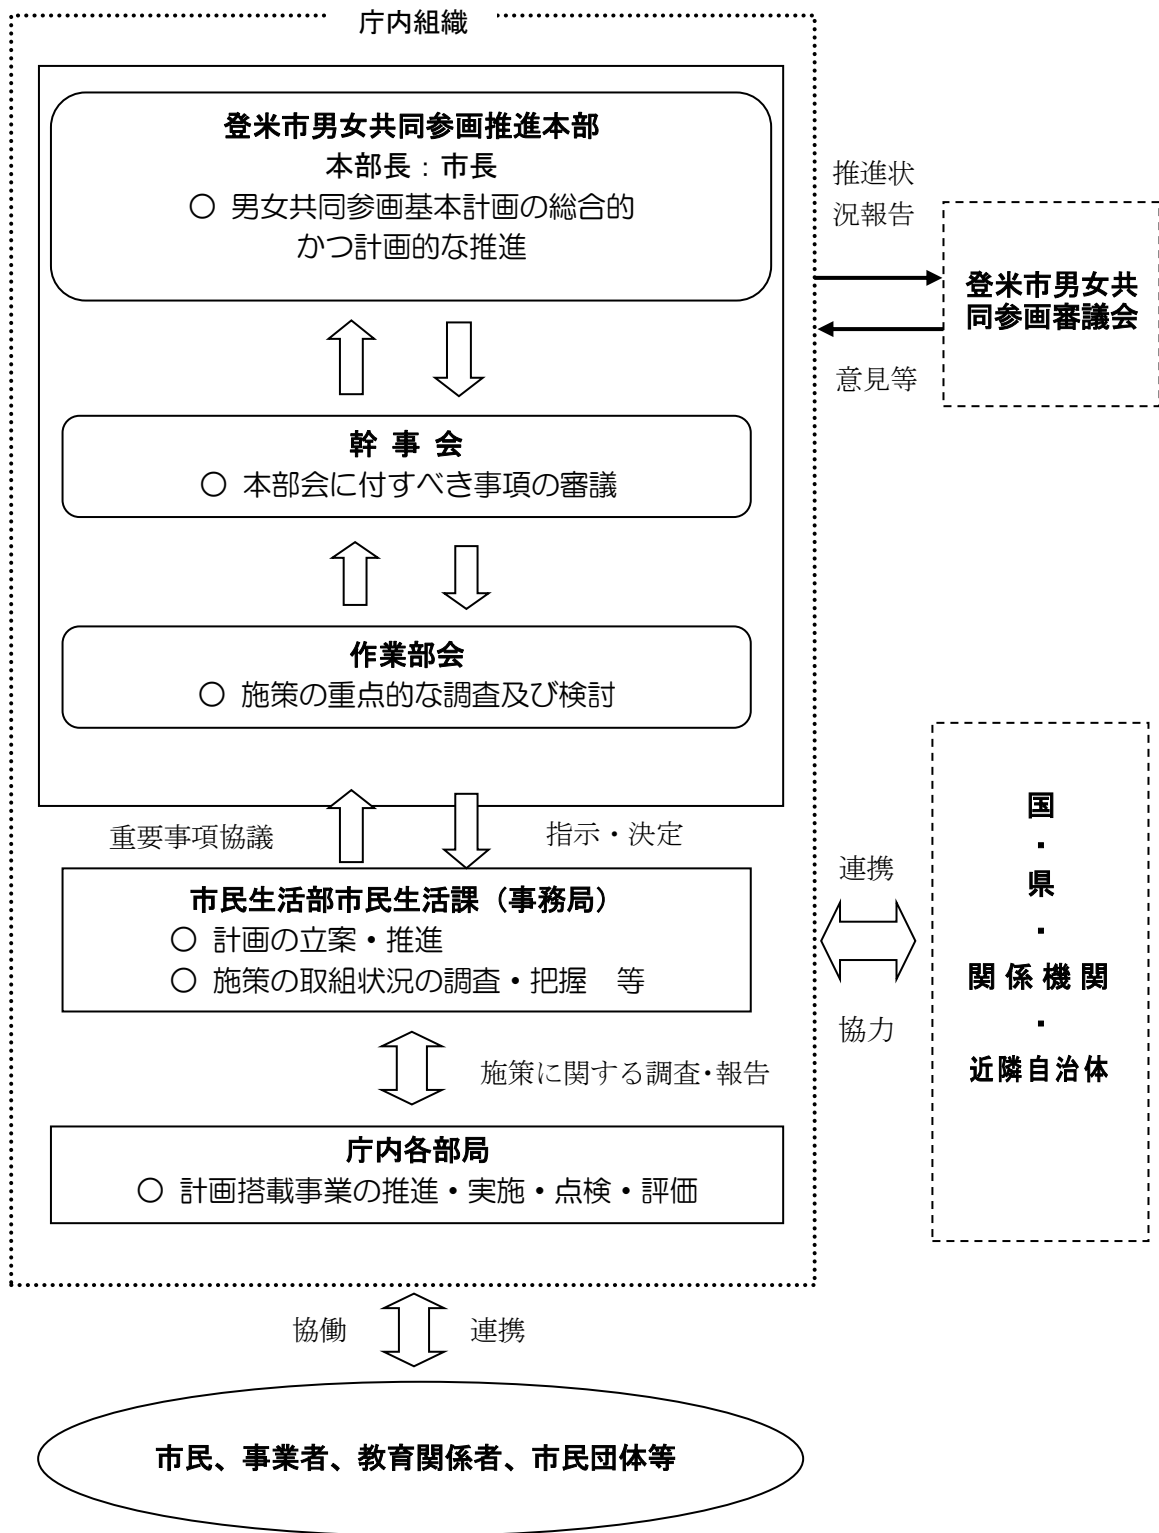 庁内組織
登米市男女共同参画推進本部
本部長：市長
○ 男女共同参画基本計画の総合的
かつ計画的な推進
推進状
況報告
登米市男女共
同参画審議会
意見等
幹 事 会
○ 本部会に付すべき事項の審議
作業部会
○ 施策の重点的な調査及び検討
重要事項協議
指示・決定
市民生活部市民生活課（事務局）
○ 計画の立案・推進
○ 施策の取組状況の調査・把握　等
連携
協力
国
・
県
・
関係機関
・
近隣自治体
施策に関する調査・報告
庁内各部局
○ 計画搭載事業の推進・実施・点検・評価
協働
連携
市民、事業者、教育関係者、市民団体等